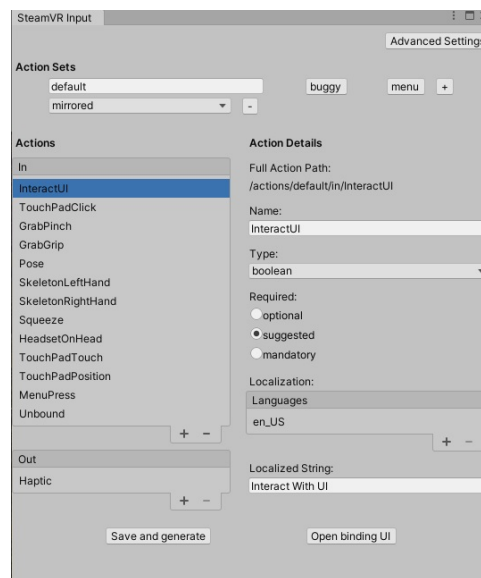 SteamVR Input
Advanced Settings
Action Sets
default
buggy
menu
+
mirrored
-
Actions
In
InteractUI
TouchPadClick
GrabPinch
GrabGrip
Pose
SkeletonLeftHand
SkeletonRightHand
Squeeze
HeadsetOnHead
TouchPadTouch
TouchPadPosition
MenuPress
Unbound
+ -
Out
Haptic
+ -
Action Details
Full Action Path:
/actions/default/in/InteractUI
Name:
InteractUI
Type:
boolean
Required:
optional
suggested
mandatory
Localization:
Languages
en_US
+ -
Localized String:
Interact With UI
Save and generate
Open binding UI